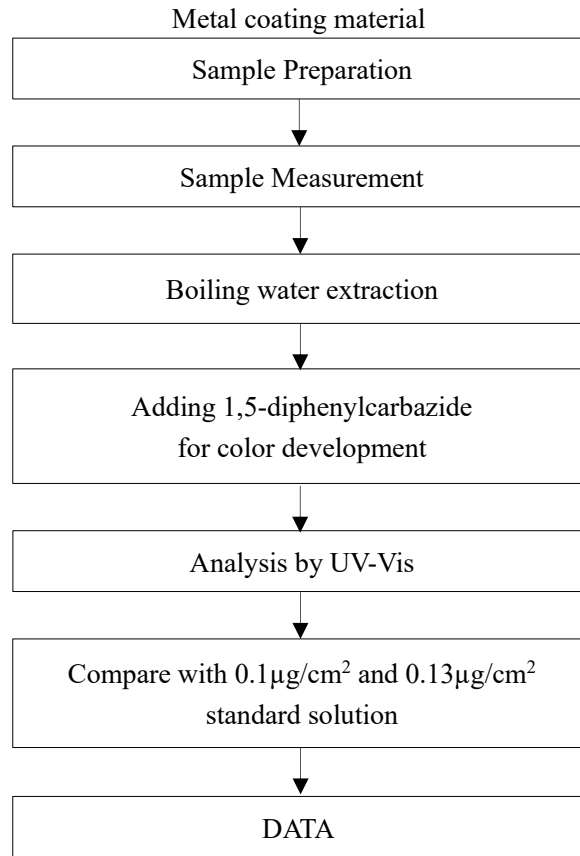 Metal coating material
Sample Preparation
Sample Measurement
Boiling water extraction
Adding 1,5-diphenylcarbazide
for color development
Analysis by UV-Vis
Compare with 0.1µg/cm² and 0.13µg/cm²
standard solution
DATA